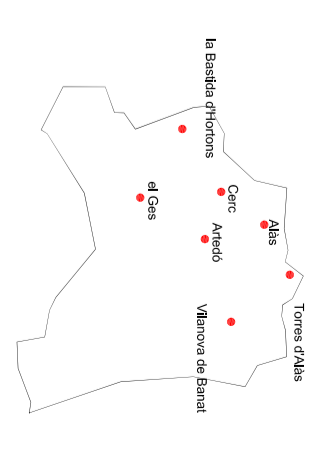 Torres d'Alàs
Alàs
Cerc
la Bastida d'Hortons
Artedó
Vilanova de Banat
el Ges